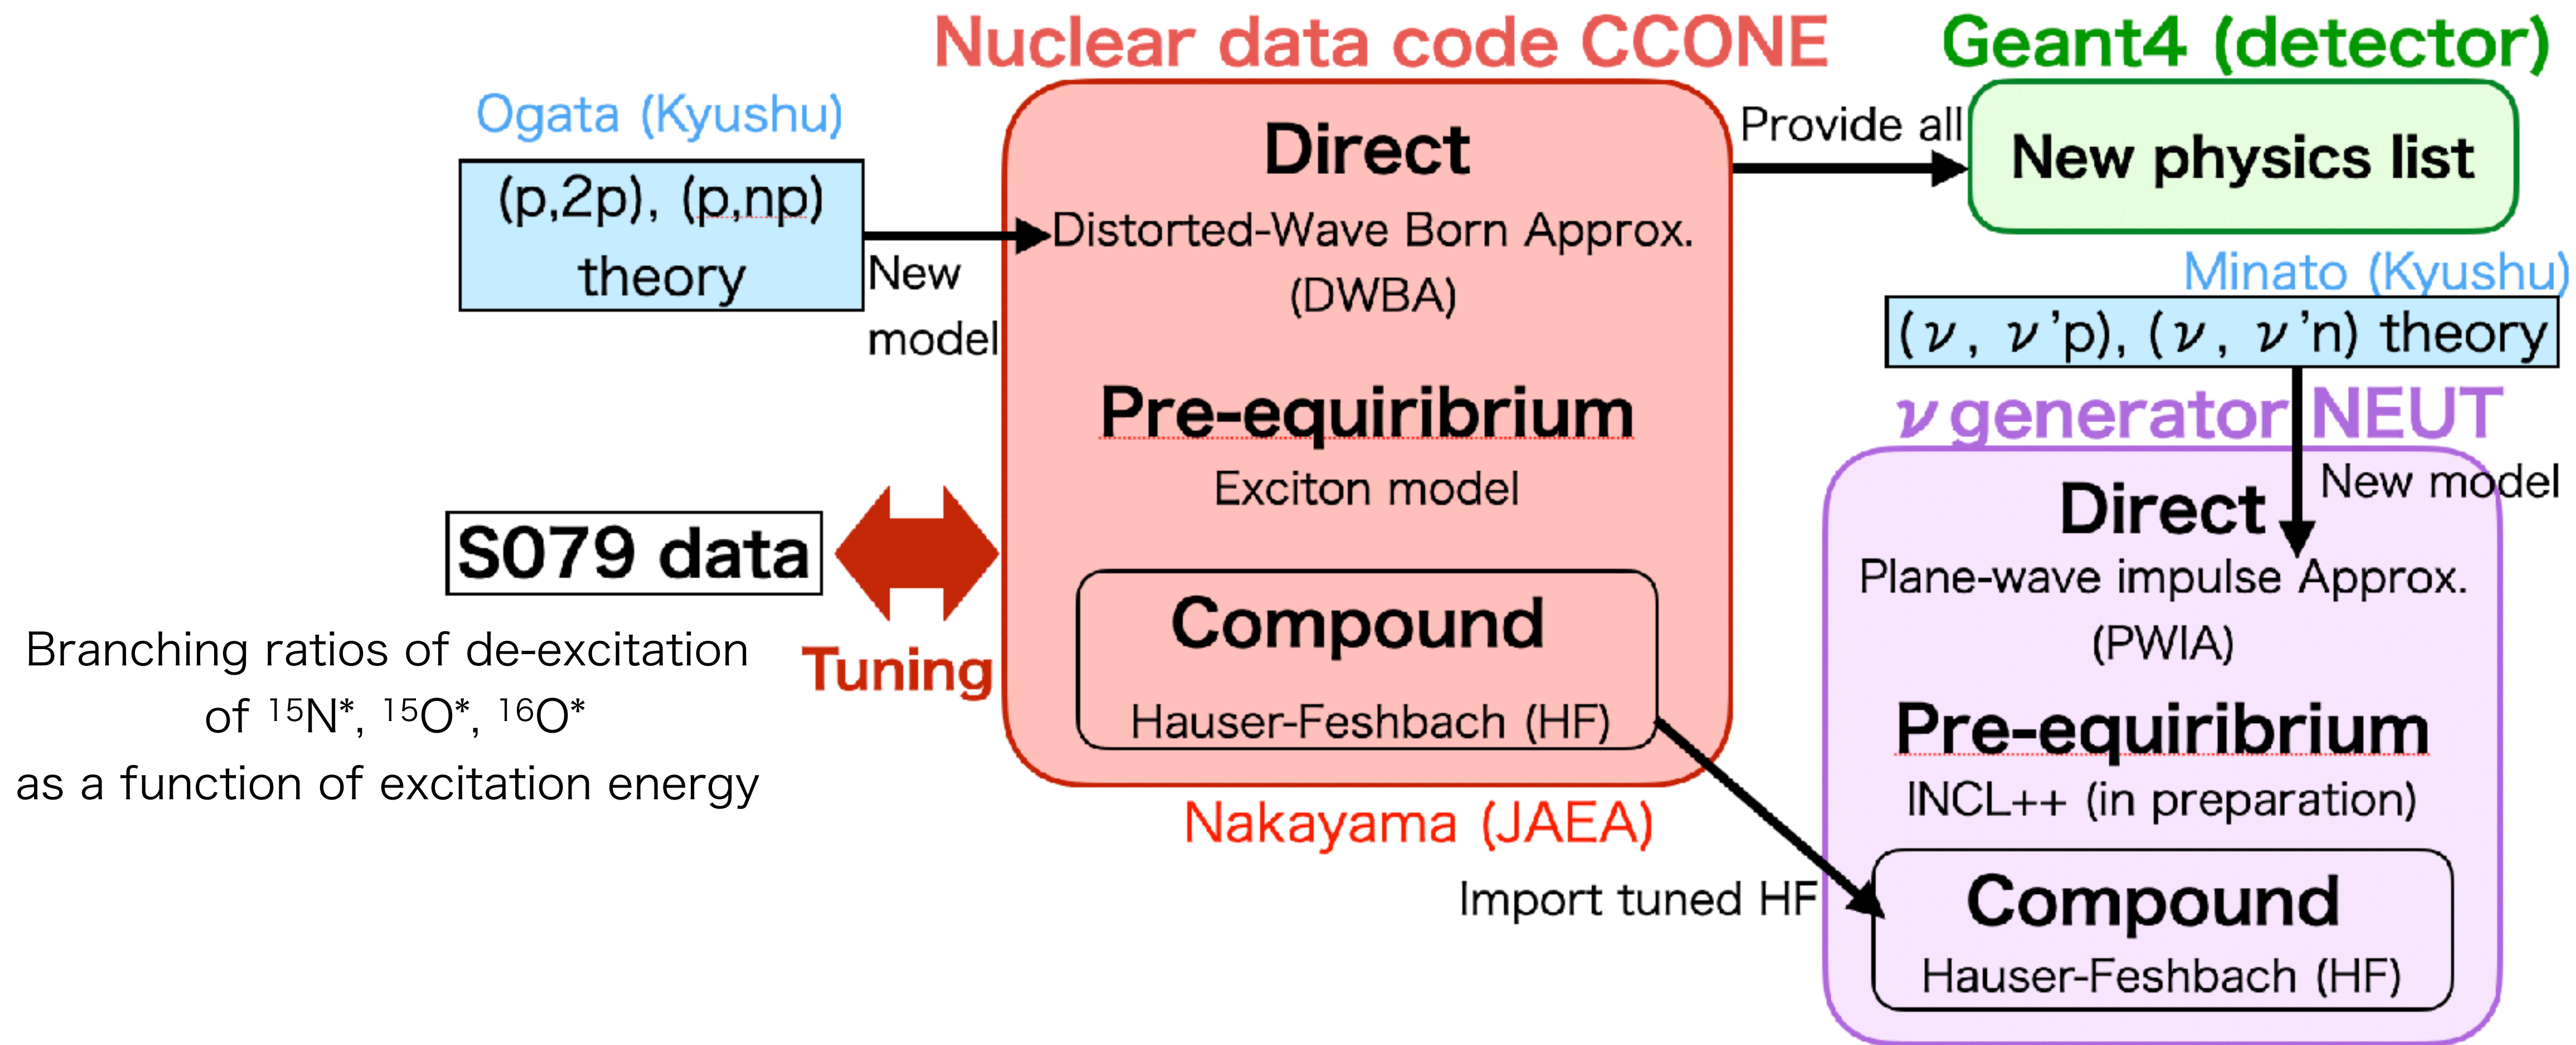 Nuclear data code CCONE
Geant4 (detector)
Ogata (Kyushu)
(p,2p), (p,np)
theory
New
model
Direct
Distorted-Wave Born Approx.
(DWBA)
Pre-equiribrium
Exciton model
Compound
Hauser-Feshbach (HF)
Nakayama (JAEA)
S079 data
Tuning
Branching ratios of de-excitation
of ¹⁵N*, ¹⁵O*, ¹⁶O*
as a function of excitation energy
Provide all
New physics list
Minato (Kyushu)
(ν, ν’p), (ν, ν’n) theory
ν generator NEUT
New model
Direct
Plane-wave impulse Approx.
(PWIA)
Pre-equiribrium
INCL++ (in preparation)
Import tuned HF
Compound
Hauser-Feshbach (HF)